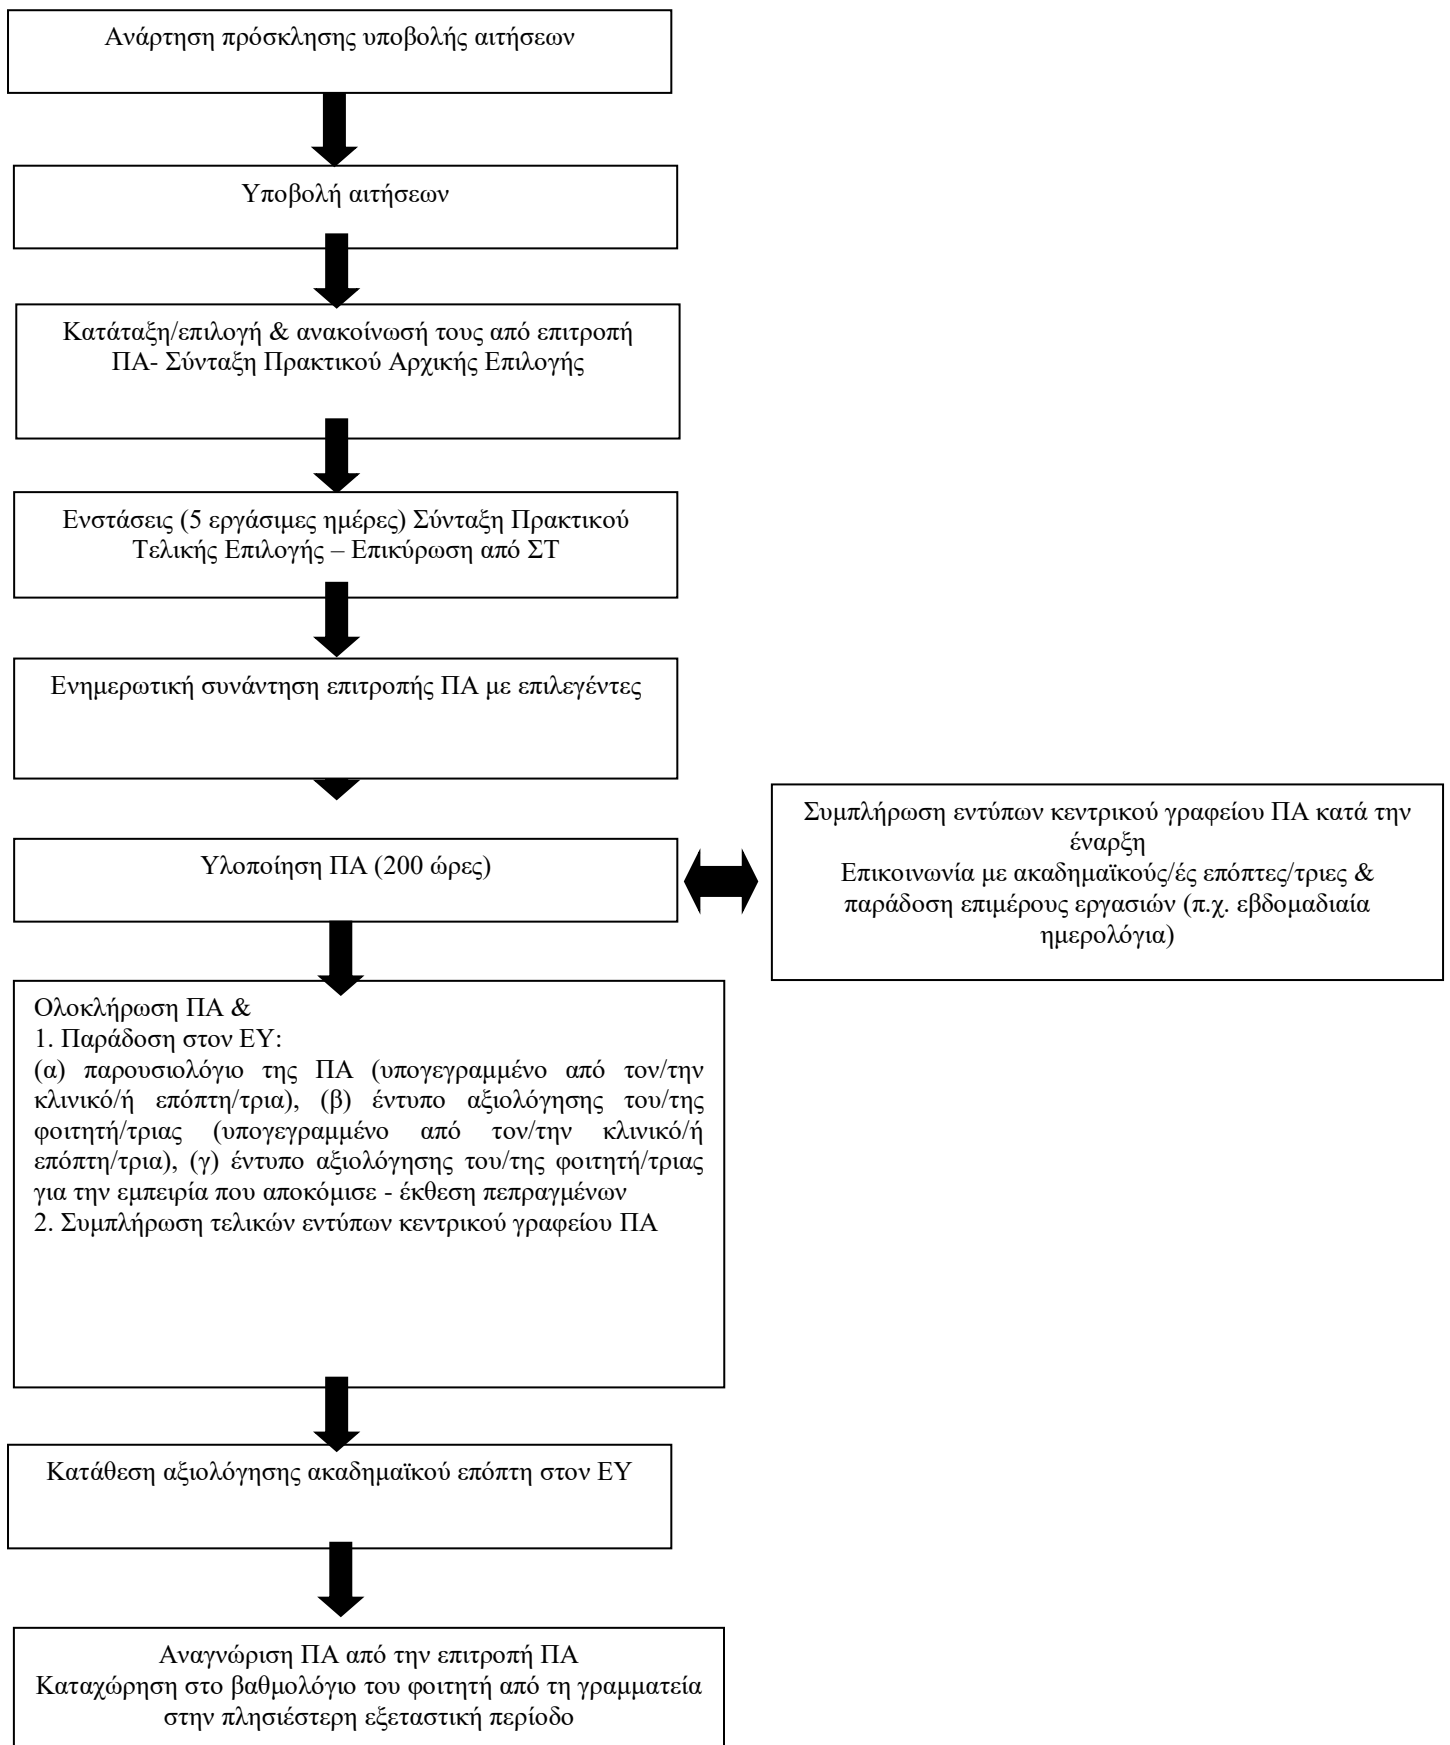 Ανάρτηση πρόσκλησης υποβολής αιτήσεων
Υποβολή αιτήσεων
Κατάταξη/επιλογή & ανακοίνωσή τους από επιτροπή
ΠΑ- Σύνταξη Πρακτικού Αρχικής Επιλογής
Ενστάσεις (5 εργάσιμες ημέρες) Σύνταξη Πρακτικού
Τελικής Επιλογής – Επικύρωση από ΣΤ
Ενημερωτική συνάντηση επιτροπής ΠΑ με επιλεγέντες
Υλοποίηση ΠΑ (200 ώρες)
Συμπλήρωση εντύπων κεντρικού γραφείου ΠΑ κατά την
έναρξη
Επικοινωνία με ακαδημαϊκούς/ές επόπτες/τριες &
παράδοση επιμέρους εργασιών (π.χ. εβδομαδιαία
ημερολόγια)
Ολοκλήρωση ΠΑ &
1. Παράδοση στον ΕΥ:
(α) παρουσιολόγιο της ΠΑ (υπογεγραμμένο από τον/την
κλινικό/ή επόπτη/τρια), (β) έντυπο αξιολόγησης του/της
φοιτητή/τριας (υπογεγραμμένο από τον/την κλινικό/ή
επόπτη/τρια), (γ) έντυπο αξιολόγησης του/της φοιτητή/τριας
για την εμπειρία που αποκόμισε - έκθεση πεπραγμένων
2. Συμπλήρωση τελικών εντύπων κεντρικού γραφείου ΠΑ
Κατάθεση αξιολόγησης ακαδημαϊκού επόπτη στον ΕΥ
Αναγνώριση ΠΑ από την επιτροπή ΠΑ
Καταχώρηση στο βαθμολόγιο του φοιτητή από τη γραμματεία
στην πλησιέστερη εξεταστική περίοδο